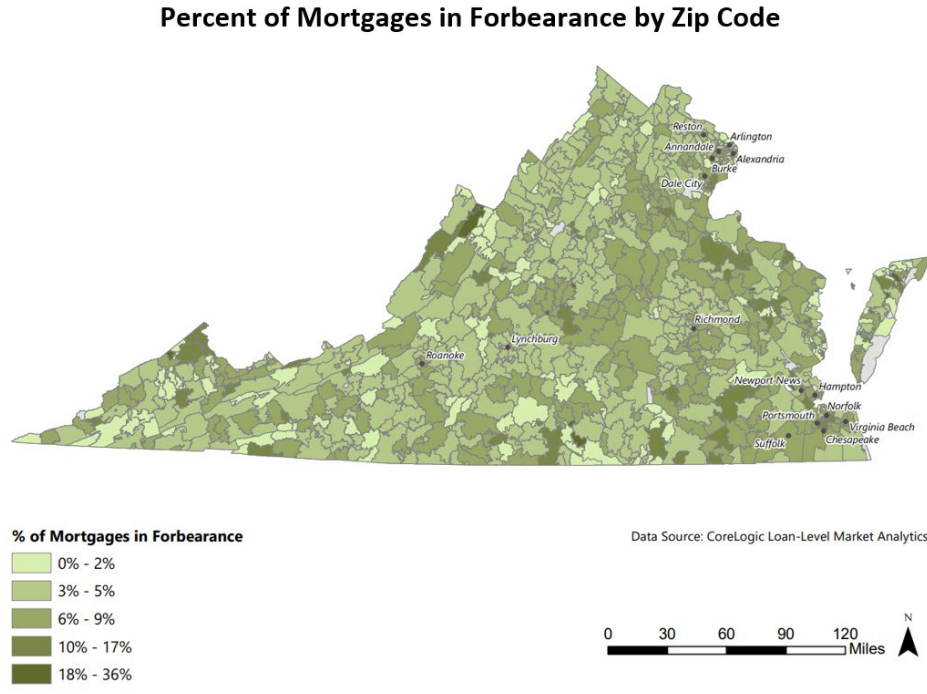 Percent of Mortgages in Forbearance by Zip Code
Reston
Arlington
Annandale
Alexandria
Burke
Dale City
Richmond
Lynchburg
Roanoke
Newport News
Hampton
Norfolk
Portsmouth
Virginia Beach
Suffolk
Chesapeake
% of Mortgages in Forbearance
Data Source: CoreLogic Loan-Level Market Analytics
0% - 2%
3% - 5%
6% - 9%
10% - 17%
18% - 36%
N
0 30 60 90 120
Miles